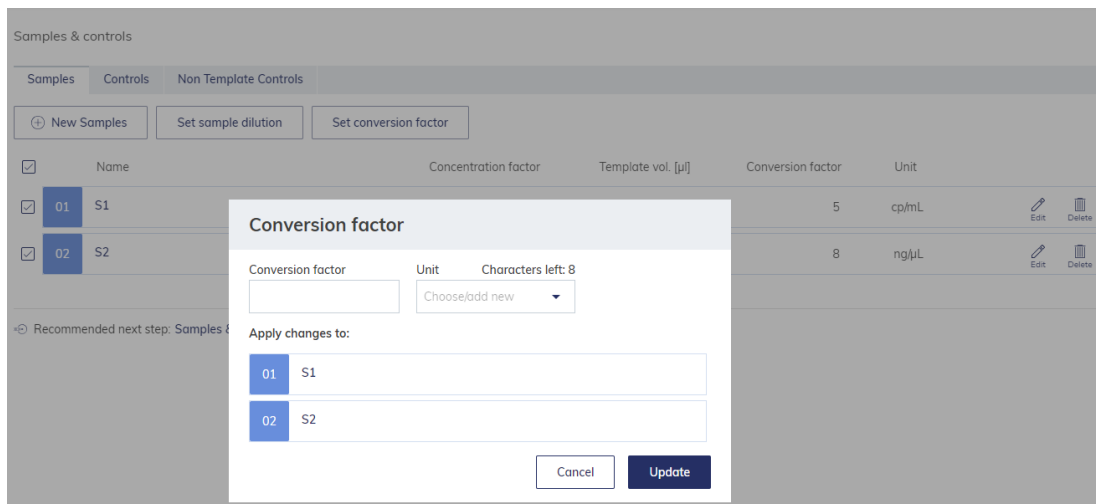 Samples & controls
Samples Controls Non Template Controls
New Samples Set sample dilution Set conversion factor
Name Concentration factor Template vol. [µl] Conversion factor Unit
01 S1 5 cp/mL Edit Delete
02 S2 8 ng/µL Edit Delete
Recommended next step: Samples &
Conversion factor
Conversion factor Unit Characters left: 8
Choose/add new
Apply changes to:
01 S1
02 S2
Cancel Update